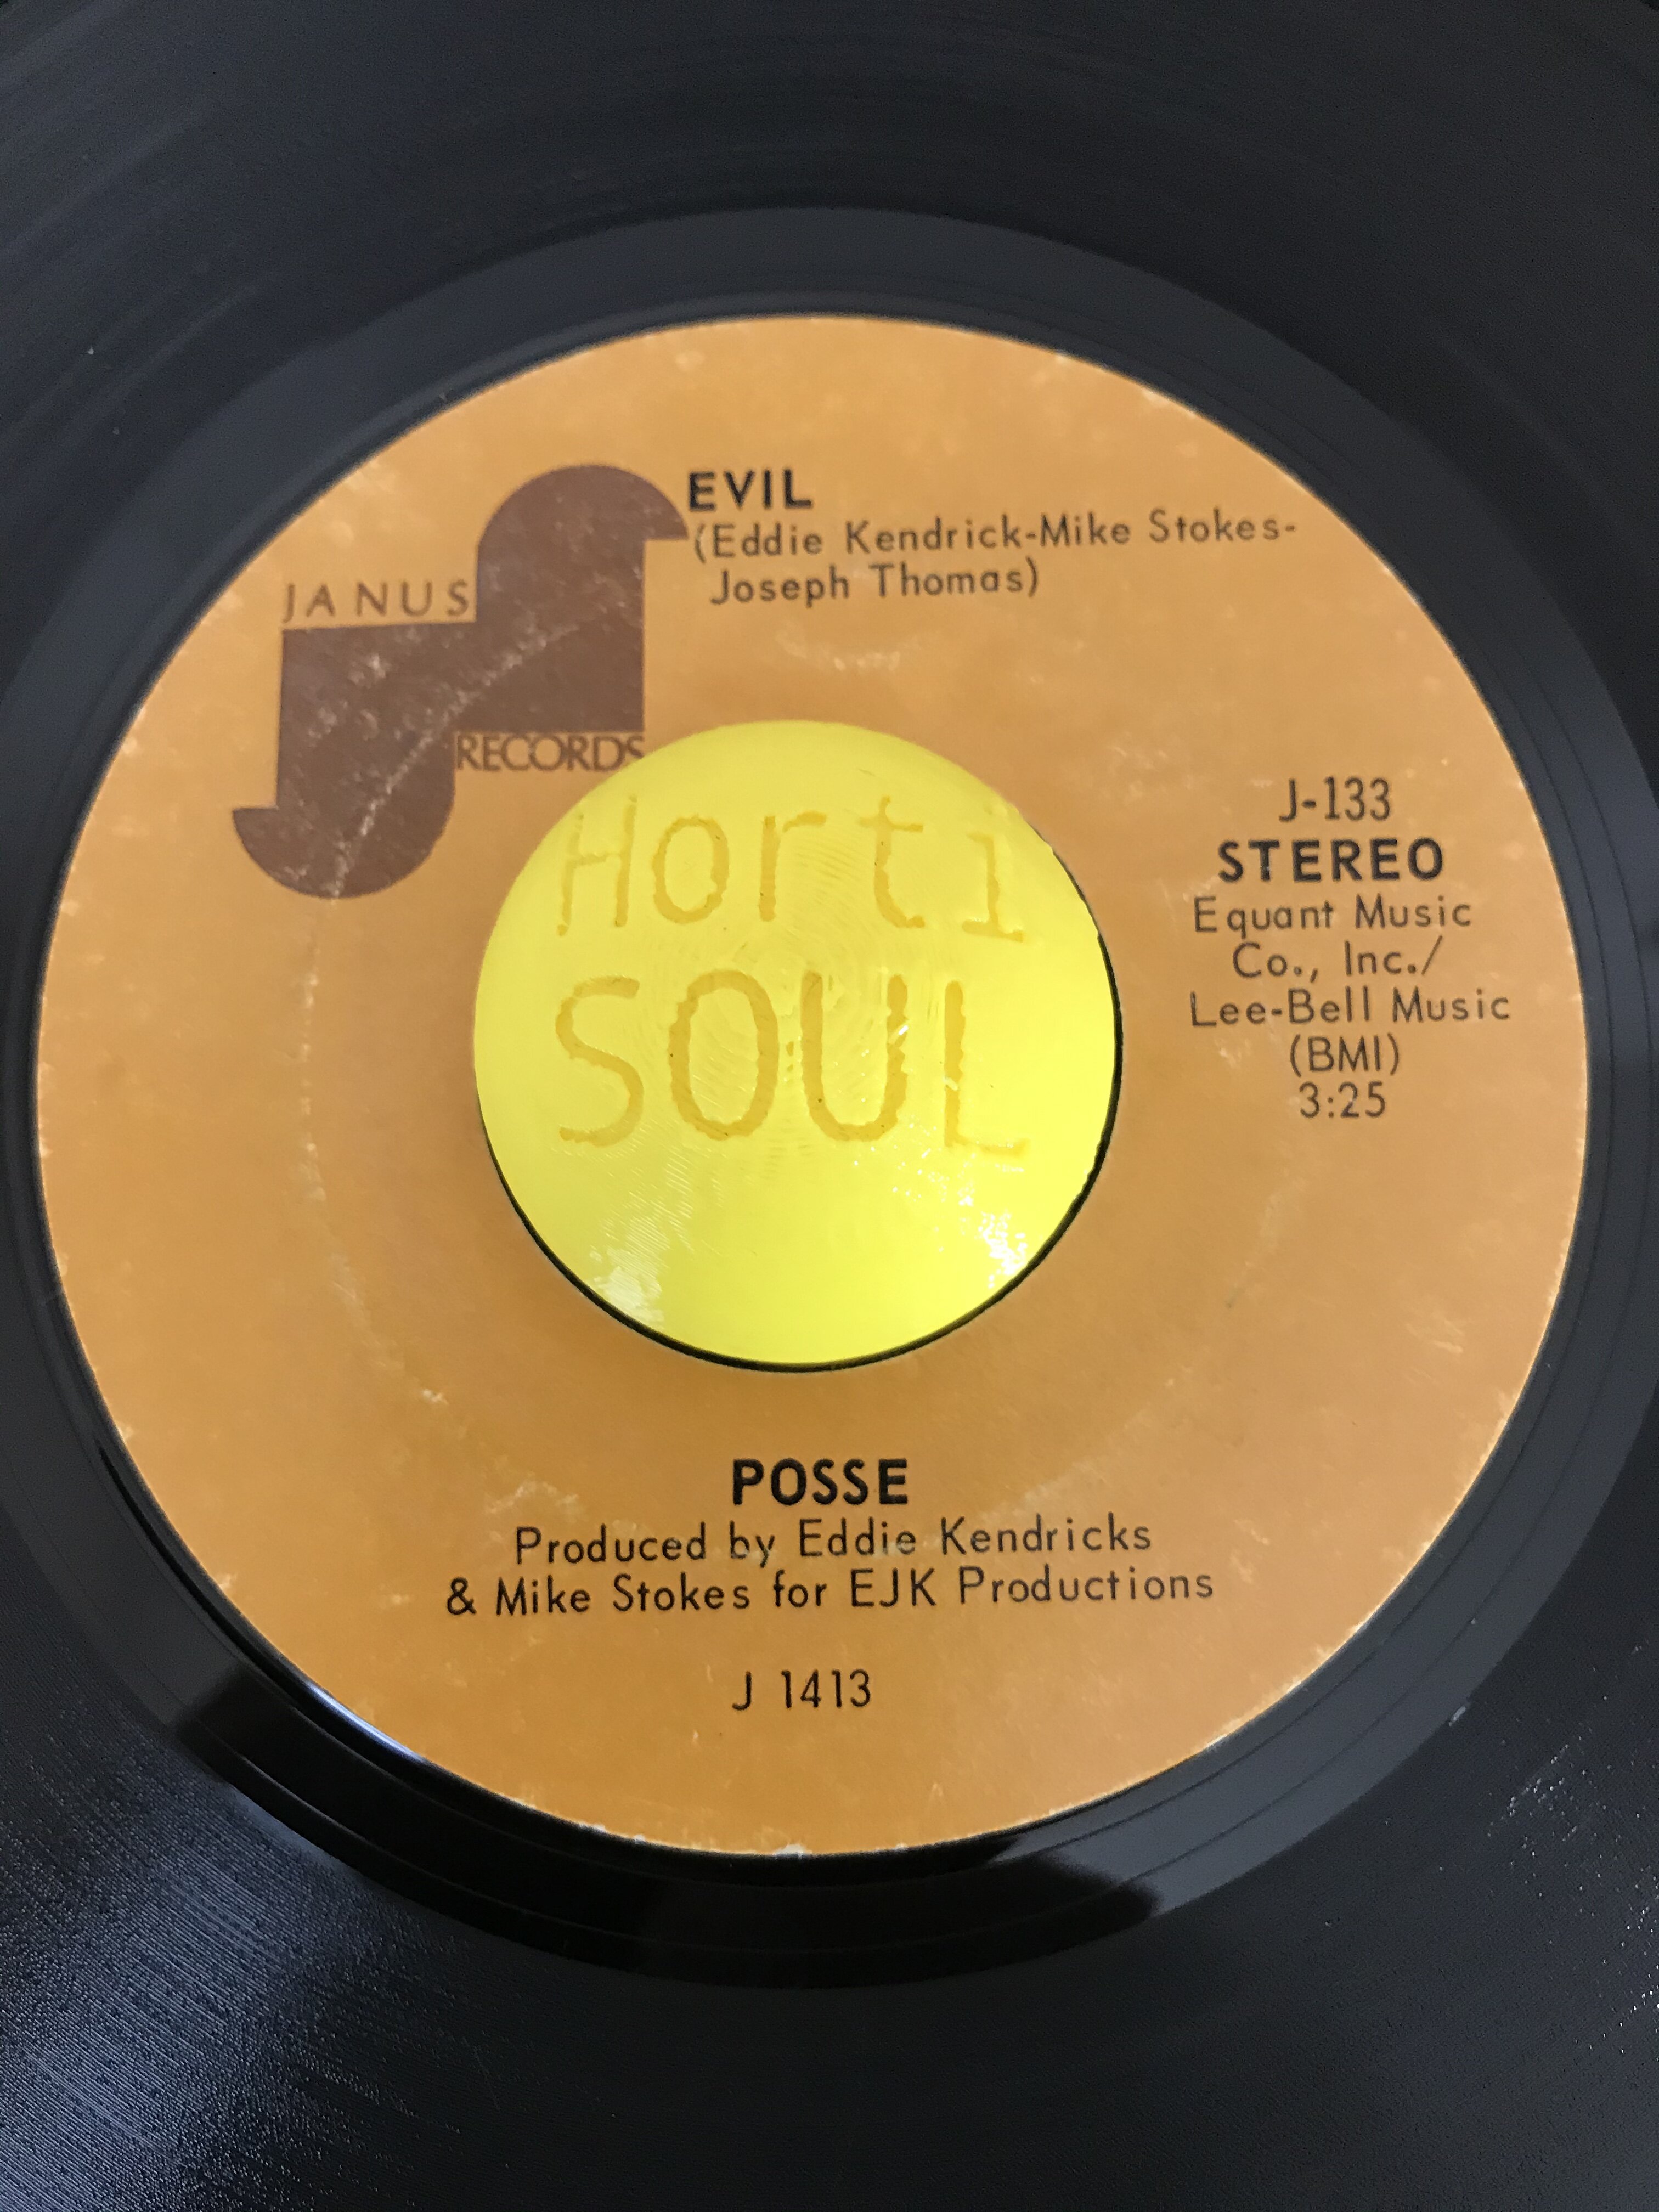 EVIL
(Eddie Kendrick-Mike Stokes-
Joseph Thomas)
JANUS
RECORDS
Horti
SOUL
J-133
STEREO
Equant Music
Co., Inc./
Lee-Bell Music
(BMI)
3:25
POSSE
Produced by Eddie Kendricks
& Mike Stokes for EJK Productions
J 1413